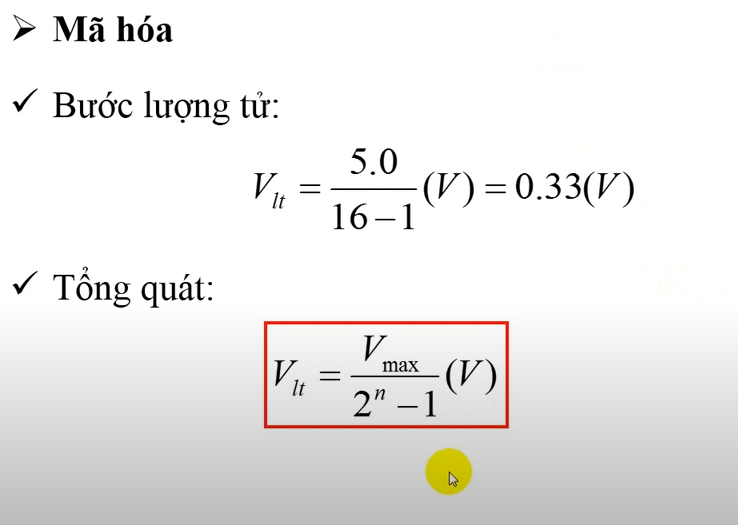 ➢ Mã hóa
✓ Bước lượng tử:
V_lt = 5.0 / (16 − 1) (V) = 0.33(V)
✓ Tổng quát:
V_lt = V_max / (2^n − 1) (V)